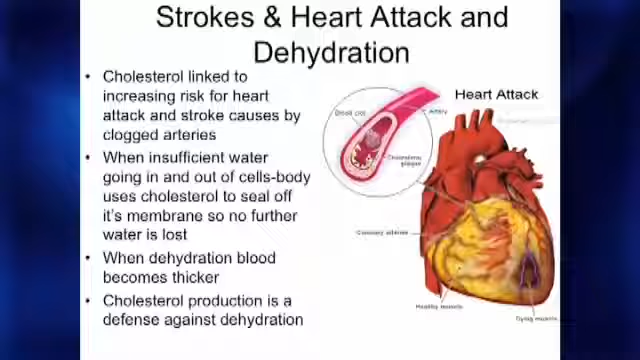 Strokes & Heart Attack and
Dehydration
• Cholesterol linked to
increasing risk for heart
attack and stroke causes by
clogged arteries
• When insufficient water
going in and out of cells-body
uses cholesterol to seal off
it's membrane so no further
water is lost
• When dehydration blood
becomes thicker
• Cholesterol production is a
defense against dehydration
Heart Attack
Blood clot
Artery
Cholesterol
plaque
Coronary arteries
Healthy muscle
Dying muscle